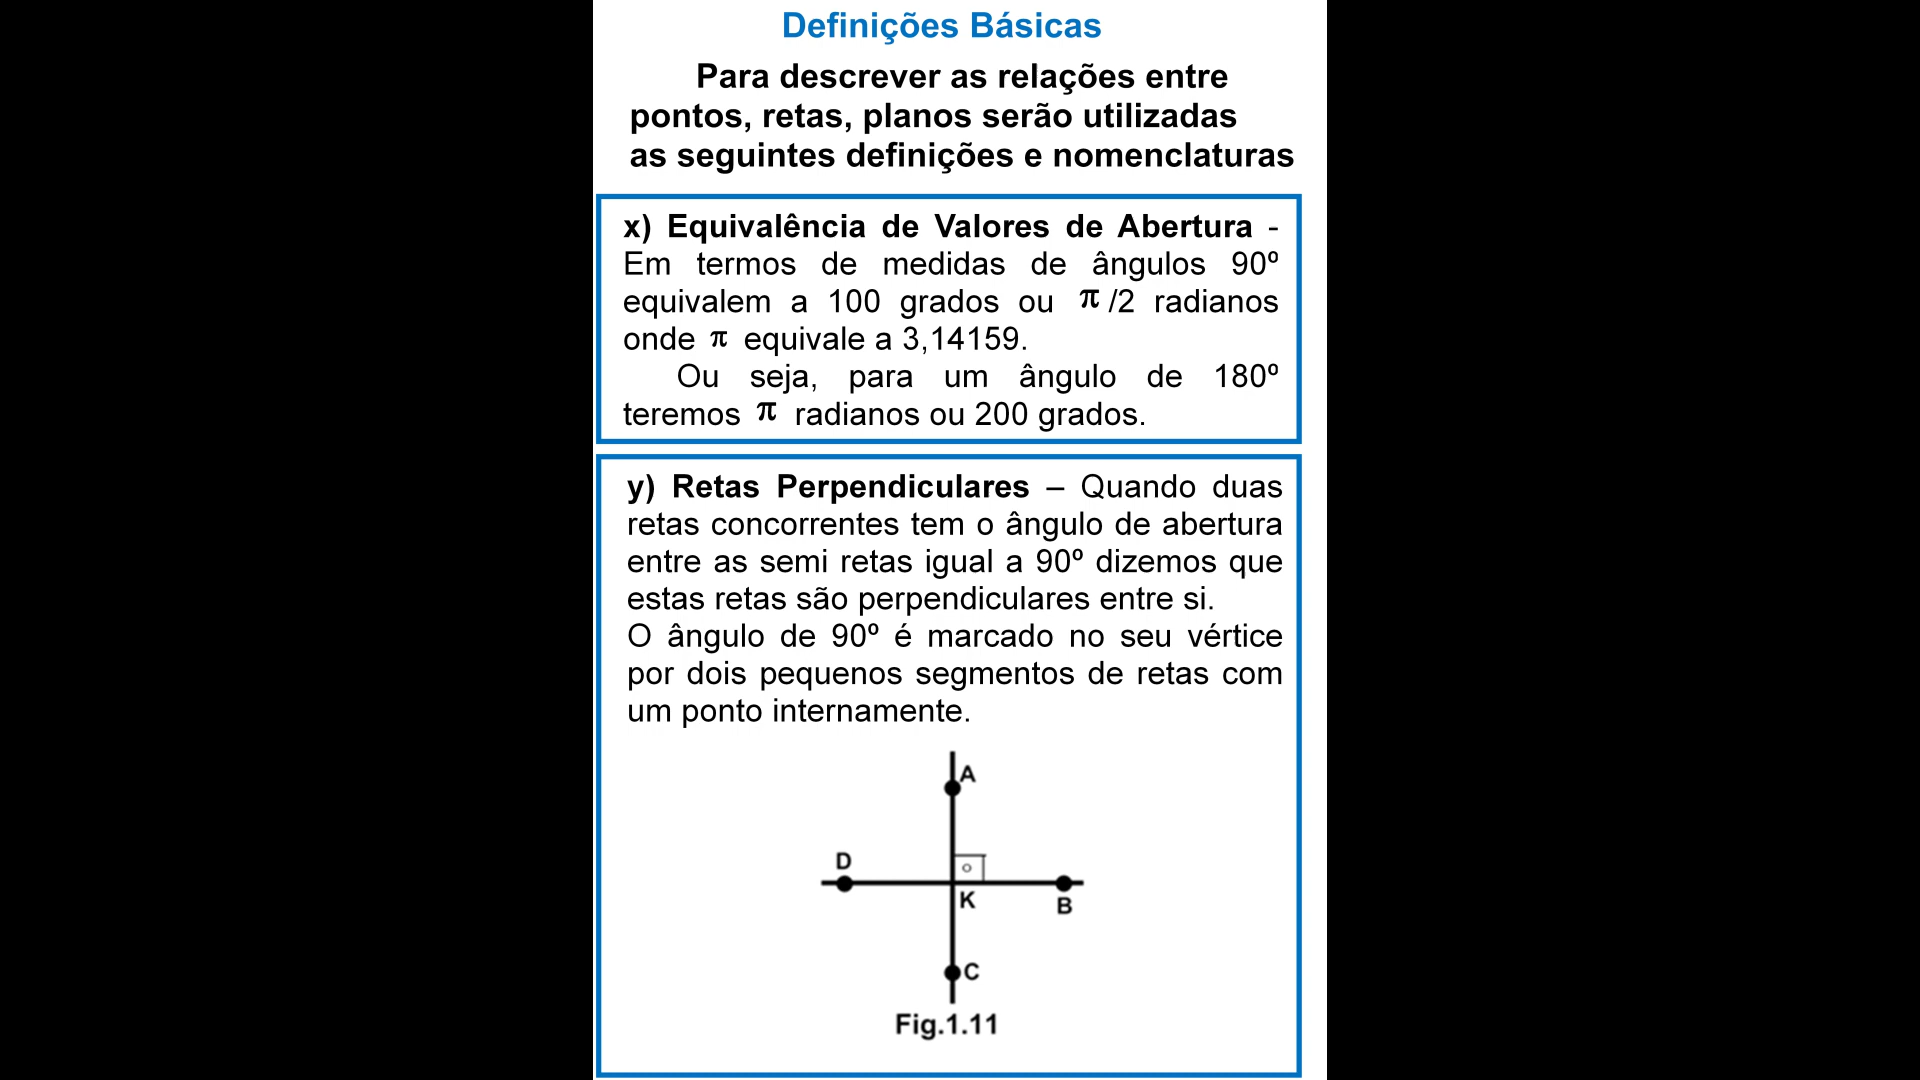 Definições Básicas
Para descrever as relações entre
pontos, retas, planos serão utilizadas
as seguintes definições e nomenclaturas
x) Equivalência de Valores de Abertura -
Em termos de medidas de ângulos 90º
equivalem a 100 grados ou π /2 radianos
onde π equivale a 3,14159.
Ou seja, para um ângulo de 180º
teremos π radianos ou 200 grados.
y) Retas Perpendiculares – Quando duas
retas concorrentes tem o ângulo de abertura
entre as semi retas igual a 90º dizemos que
estas retas são perpendiculares entre si.
O ângulo de 90º é marcado no seu vértice
por dois pequenos segmentos de retas com
um ponto internamente.
A
D
K
B
C
Fig.1.11